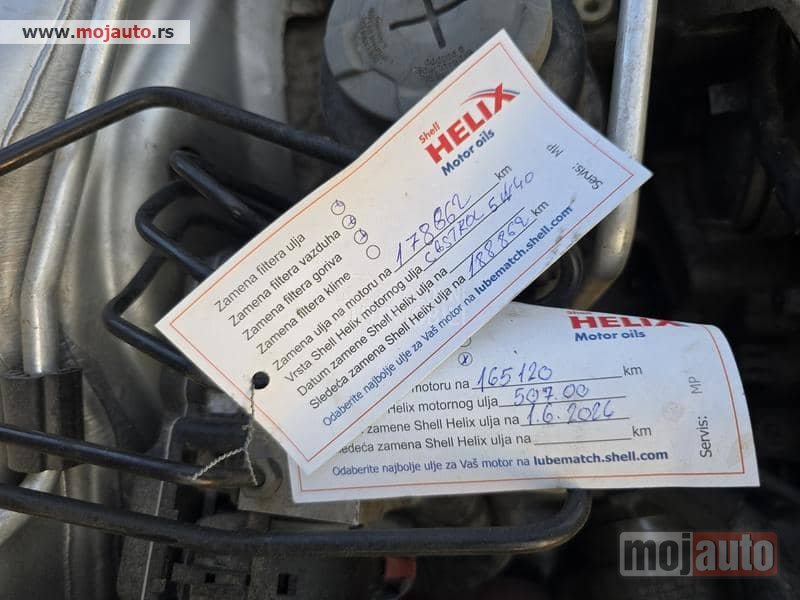 www.mojauto.rs
Shell
HELIX
Motor oils
Zamena filtera ulja
Zamena filtera vazduha
Zamena filtera goriva
Zamena filtera klime
Zamena ulja na motoru na 178862 km
Vrsta Shell Helix motornog ulja CASTROL 5W40
Datum zamene Shell Helix ulja na
Sledeća zamena Shell Helix ulja na 188862 km
Odaberite najbolje ulje za Vaš motor na lubematch.shell.com
Servis: MP
HELIX
Motor oils
motoru na 165120 km
Helix motornog ulja 507.00
zamene Shell Helix ulja na 1.6.2026
zamena Shell Helix ulja na km
Odaberite najbolje ulje za Vaš motor na lubematch.shell.com
Servis: MP
mojauto